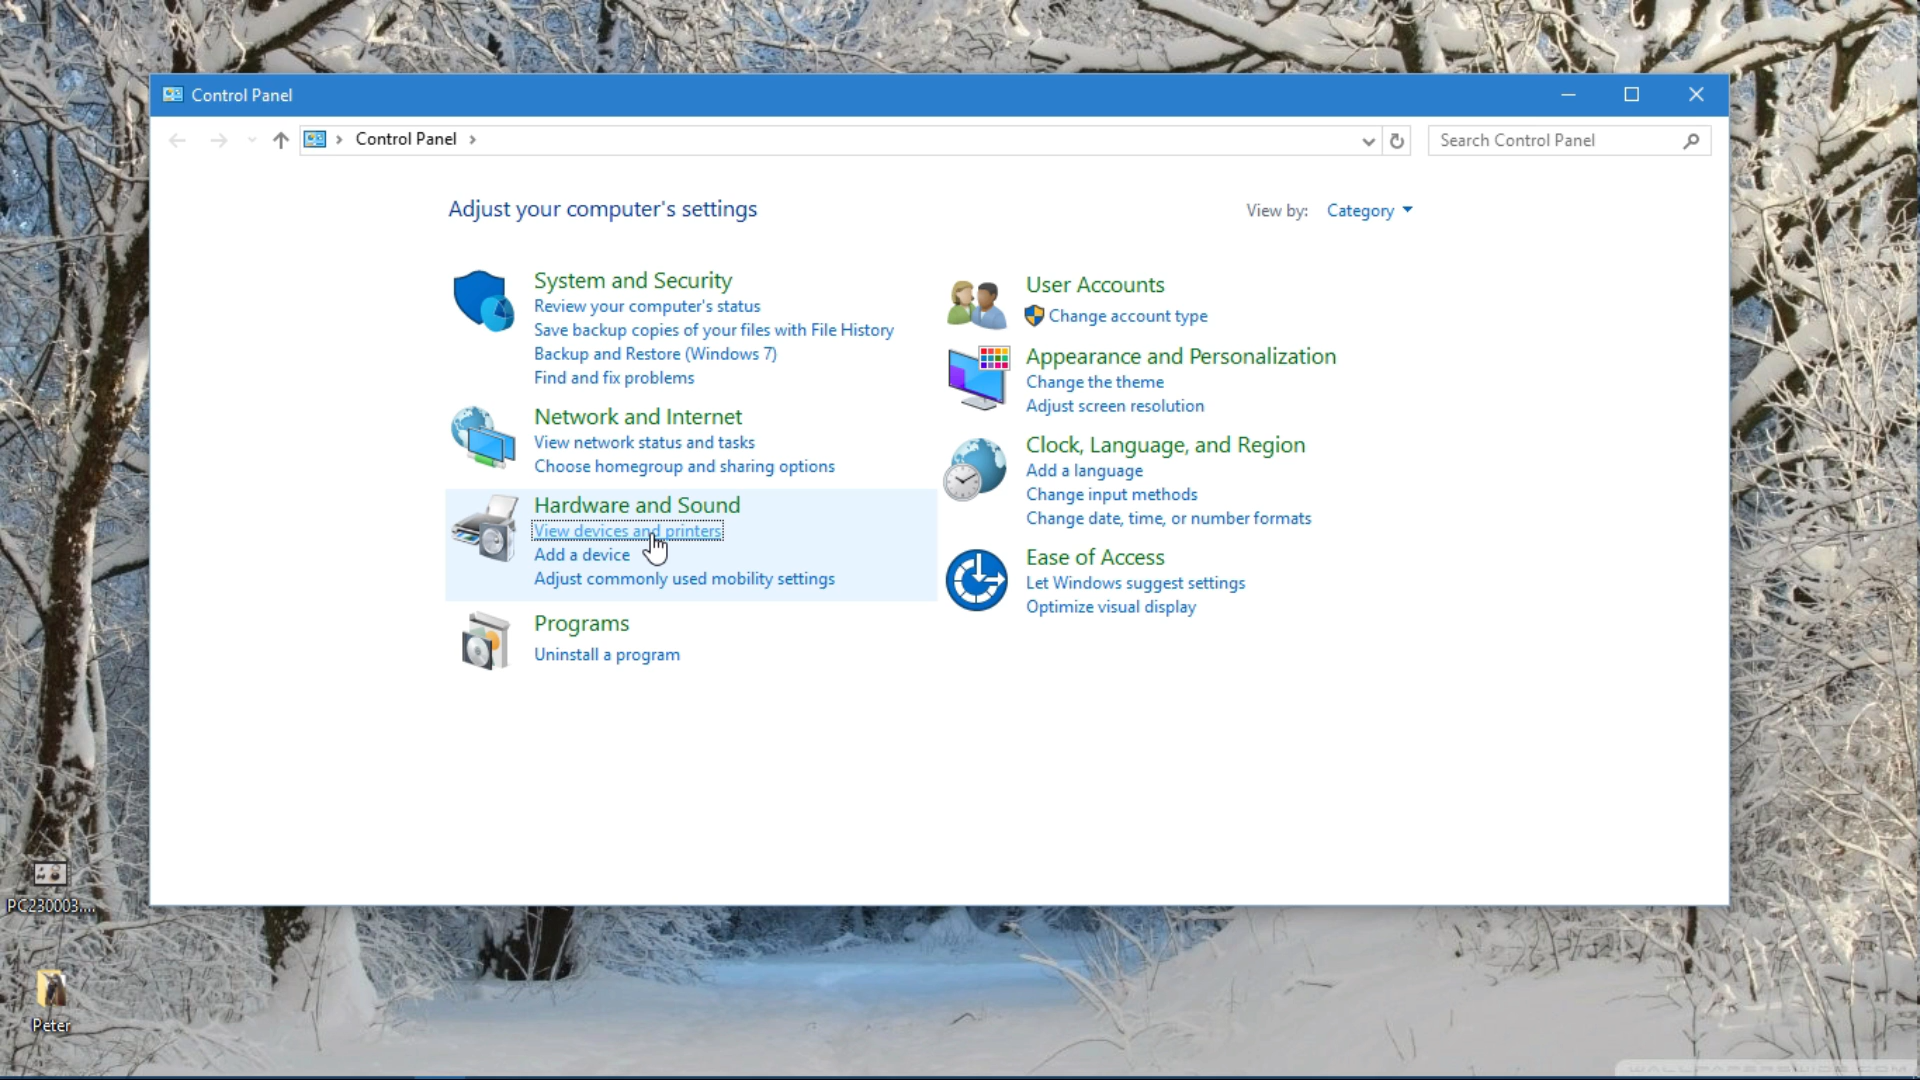 Control Panel
Control Panel
Search Control Panel
Adjust your computer's settings
View by: Category
System and Security
Review your computer's status
Save backup copies of your files with File History
Backup and Restore (Windows 7)
Find and fix problems
Network and Internet
View network status and tasks
Choose homegroup and sharing options
Hardware and Sound
View devices and printers
Add a device
Adjust commonly used mobility settings
Programs
Uninstall a program
User Accounts
Change account type
Appearance and Personalization
Change the theme
Adjust screen resolution
Clock, Language, and Region
Add a language
Change input methods
Change date, time, or number formats
Ease of Access
Let Windows suggest settings
Optimize visual display
PC230003....
Peter